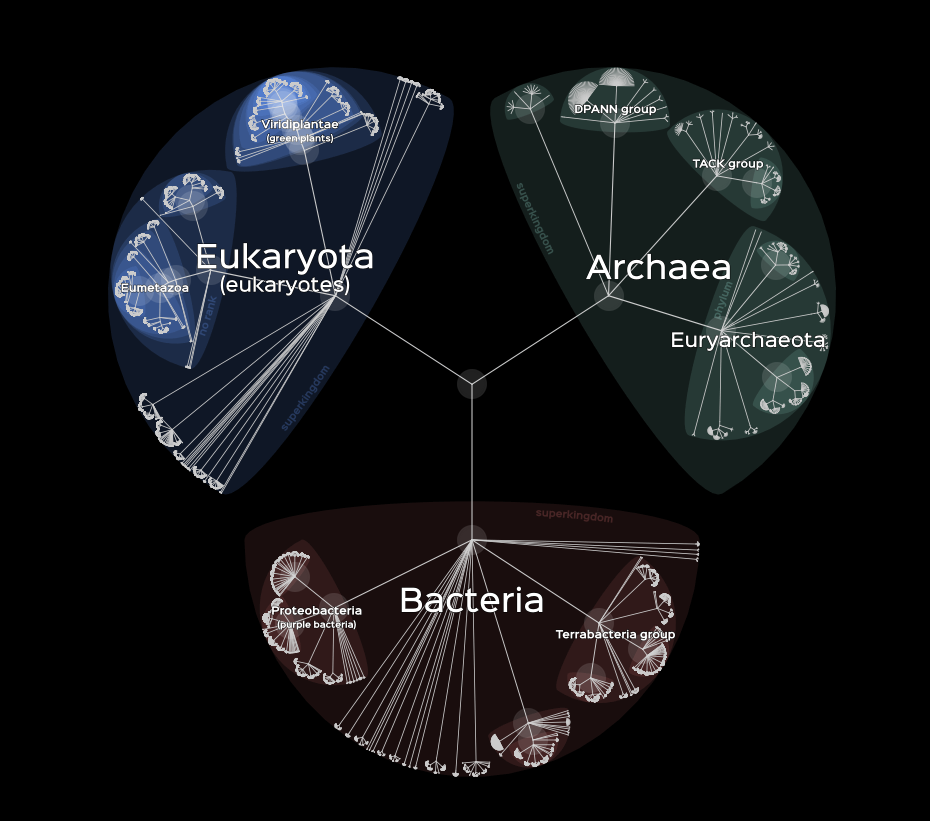 Viridiplantae
(green plants)
DPANN group
TACK group
superkingdom
Eukaryota
(eukaryotes)
Archaea
Eumetazoa
no rank
phylum
Euryarchaeota
superkingdom
superkingdom
Bacteria
Proteobacteria
(purple bacteria)
Terrabacteria group